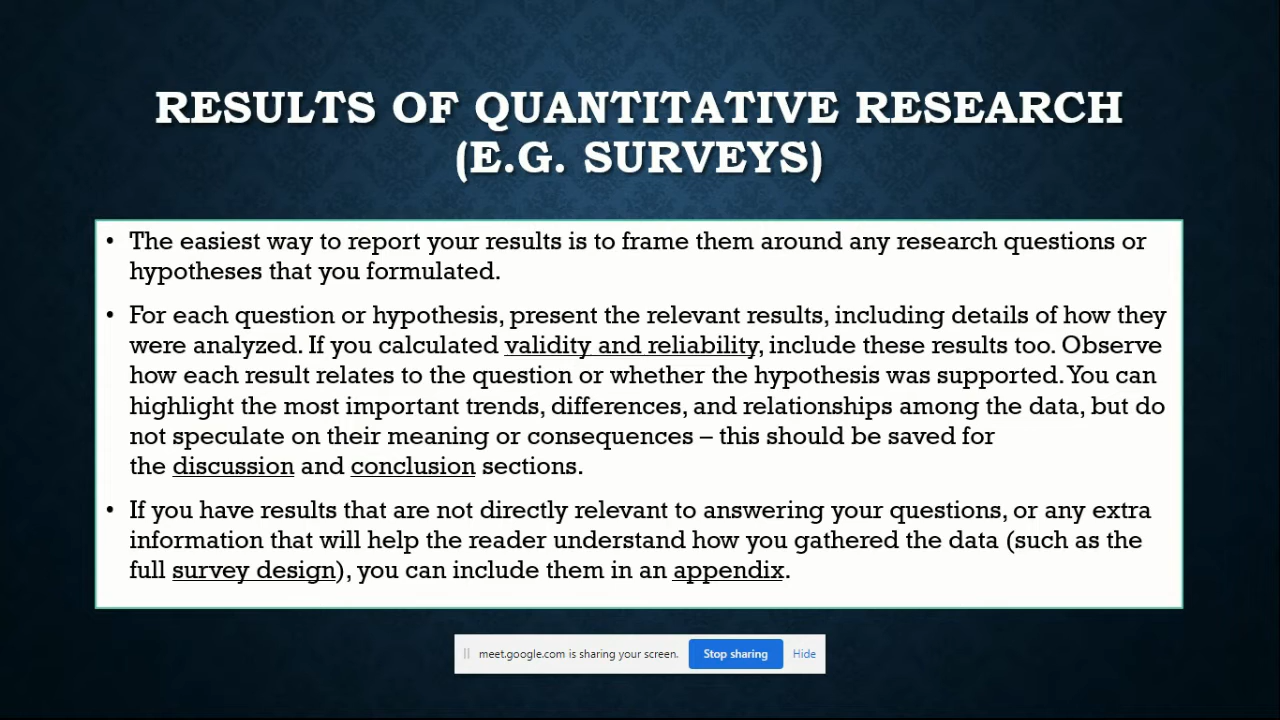 RESULTS OF QUANTITATIVE RESEARCH
(E.G. SURVEYS)
• The easiest way to report your results is to frame them around any research questions or
hypotheses that you formulated.
• For each question or hypothesis, present the relevant results, including details of how they
were analyzed. If you calculated validity and reliability, include these results too. Observe
how each result relates to the question or whether the hypothesis was supported. You can
highlight the most important trends, differences, and relationships among the data, but do
not speculate on their meaning or consequences – this should be saved for
the discussion and conclusion sections.
• If you have results that are not directly relevant to answering your questions, or any extra
information that will help the reader understand how you gathered the data (such as the
full survey design), you can include them in an appendix.
meet.google.com is sharing your screen. Stop sharing Hide